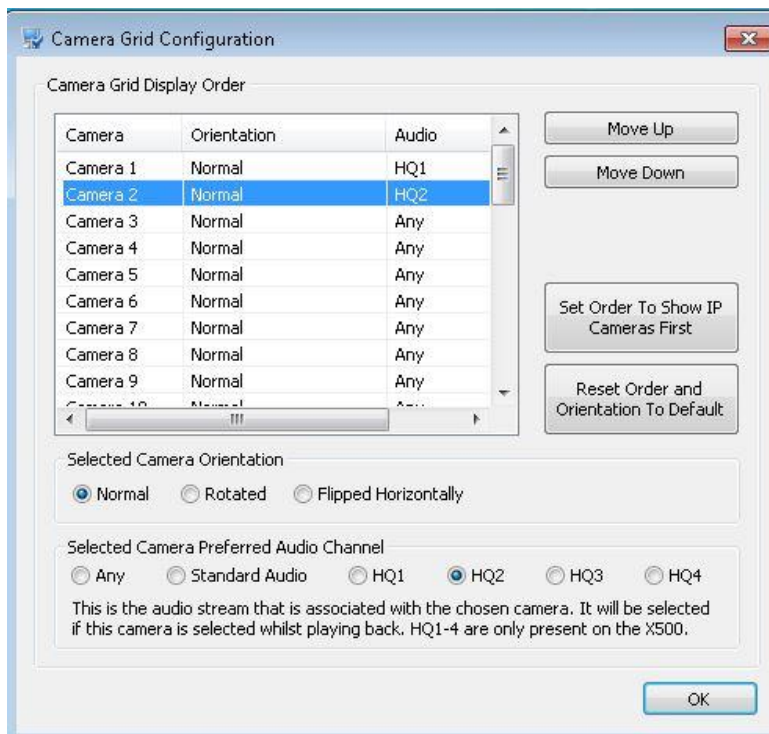 Camera Grid Configuration
Camera Grid Display Order
Camera Orientation Audio
Camera 1 Normal HQ1
Camera 2 Normal HQ2
Camera 3 Normal Any
Camera 4 Normal Any
Camera 5 Normal Any
Camera 6 Normal Any
Camera 7 Normal Any
Camera 8 Normal Any
Camera 9 Normal Any
Move Up
Move Down
Set Order To Show IP
Cameras First
Reset Order and
Orientation To Default
Selected Camera Orientation
Normal Rotated Flipped Horizontally
Selected Camera Preferred Audio Channel
Any Standard Audio HQ1 HQ2 HQ3 HQ4
This is the audio stream that is associated with the chosen camera. It will be selected
if this camera is selected whilst playing back. HQ1-4 are only present on the X500.
OK